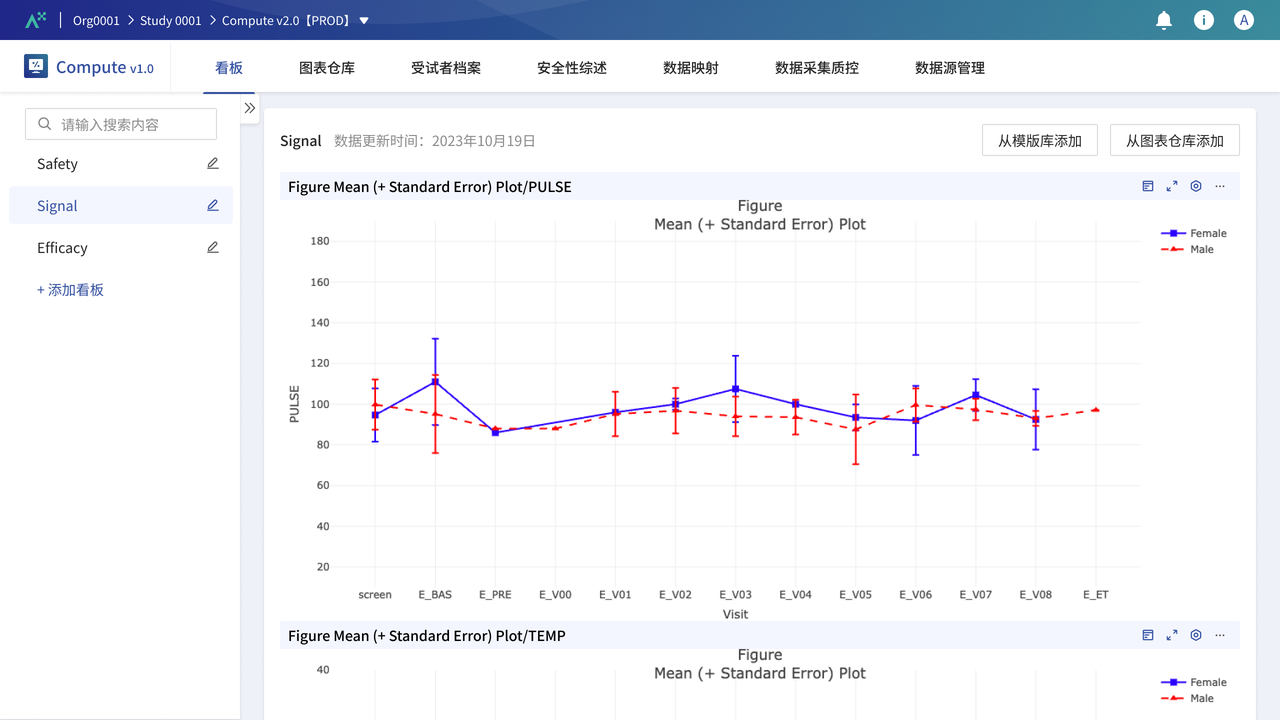 Org0001 Study 0001 Compute v2.0【PROD】 i A
Compute v1.0 看板 图表仓库 受试者档案 安全性综述 数据映射 数据采集质控 数据源管理
请输入搜索内容
Safety
Signal
Efficacy
+ 添加看板
Signal 数据更新时间：2023年10月19日 从模版库添加 从图表仓库添加
Figure Mean (+ Standard Error) Plot/PULSE
Figure
Mean (+ Standard Error) Plot
Female
Male
180
160
140
120
100
80
60
40
20
PULSE
screen E_BAS E_PRE E_V00 E_V01 E_V02 E_V03 E_V04 E_V05 E_V06 E_V07 E_V08 E_ET
Visit
Figure Mean (+ Standard Error) Plot/TEMP
Figure
Mean (+ Standard Error) Plot
40
Female
Male